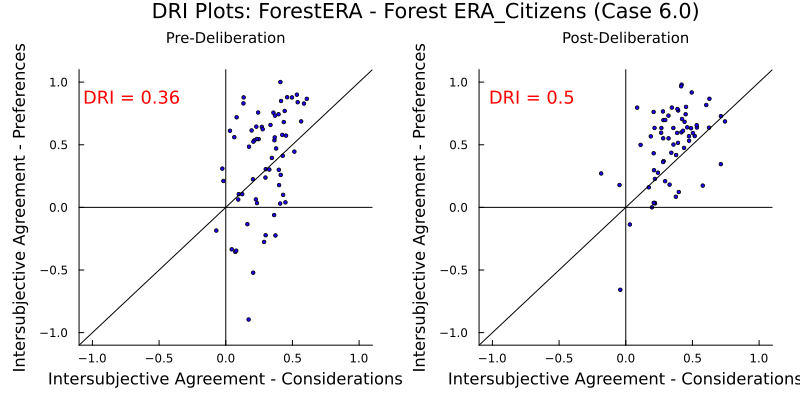 DRI Plots: ForestERA - Forest ERA_Citizens (Case 6.0)
Pre-Deliberation
Post-Deliberation
Intersubjective Agreement - Preferences
1.0
0.5
0.0
−0.5
−1.0
DRI = 0.36
−1.0 −0.5 0.0 0.5 1.0
Intersubjective Agreement - Considerations
Intersubjective Agreement - Preferences
1.0
0.5
0.0
−0.5
−1.0
DRI = 0.5
−1.0 −0.5 0.0 0.5 1.0
Intersubjective Agreement - Considerations